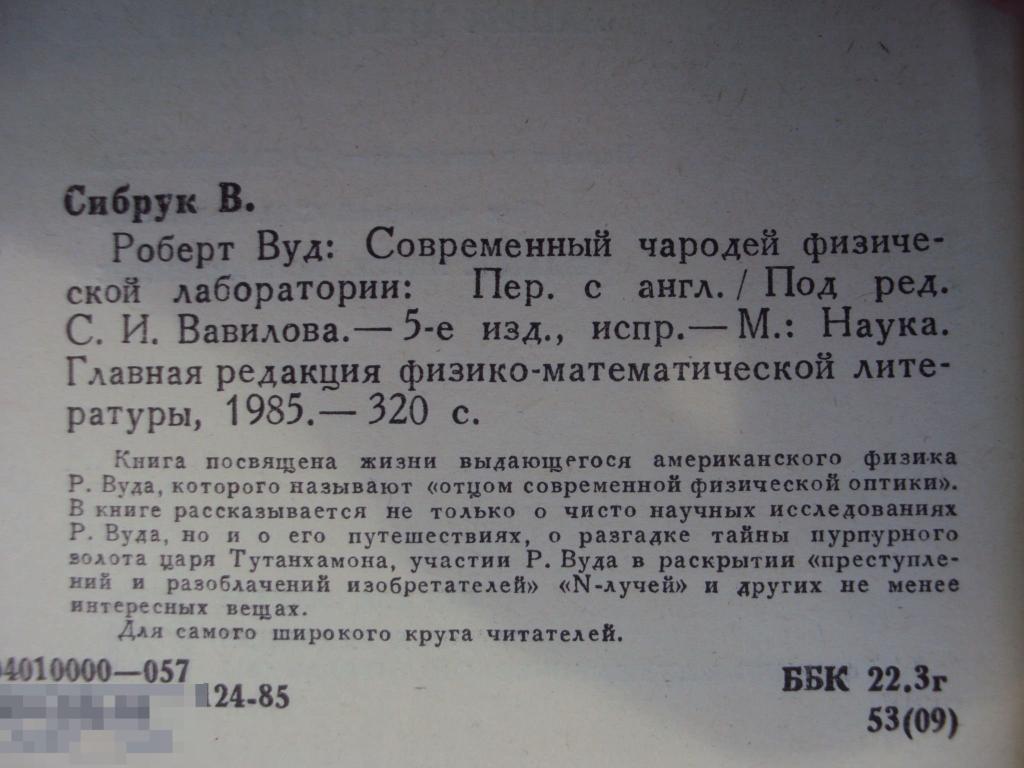 Сибрук В.
Роберт Вуд: Современный чародей физиче-
ской лаборатории: Пер. с англ. / Под ред.
С. И. Вавилова. — 5-е изд., испр. — М.: Наука.
Главная редакция физико-математической лите-
ратуры, 1985. — 320 с.
Книга посвящена жизни выдающегося американского физика
Р. Вуда, которого называют «отцом современной физической оптики».
В книге рассказывается не только о чисто научных исследованиях
Р. Вуда, но и о его путешествиях, о разгадке тайны пурпурного
золота царя Тутанхамона, участии Р. Вуда в раскрытии «преступле-
ний и разоблачений изобретателей» «N-лучей» и других не менее
интересных вещах.
Для самого широкого круга читателей.
04010000—057
124-85
ББК 22.3г
53(09)